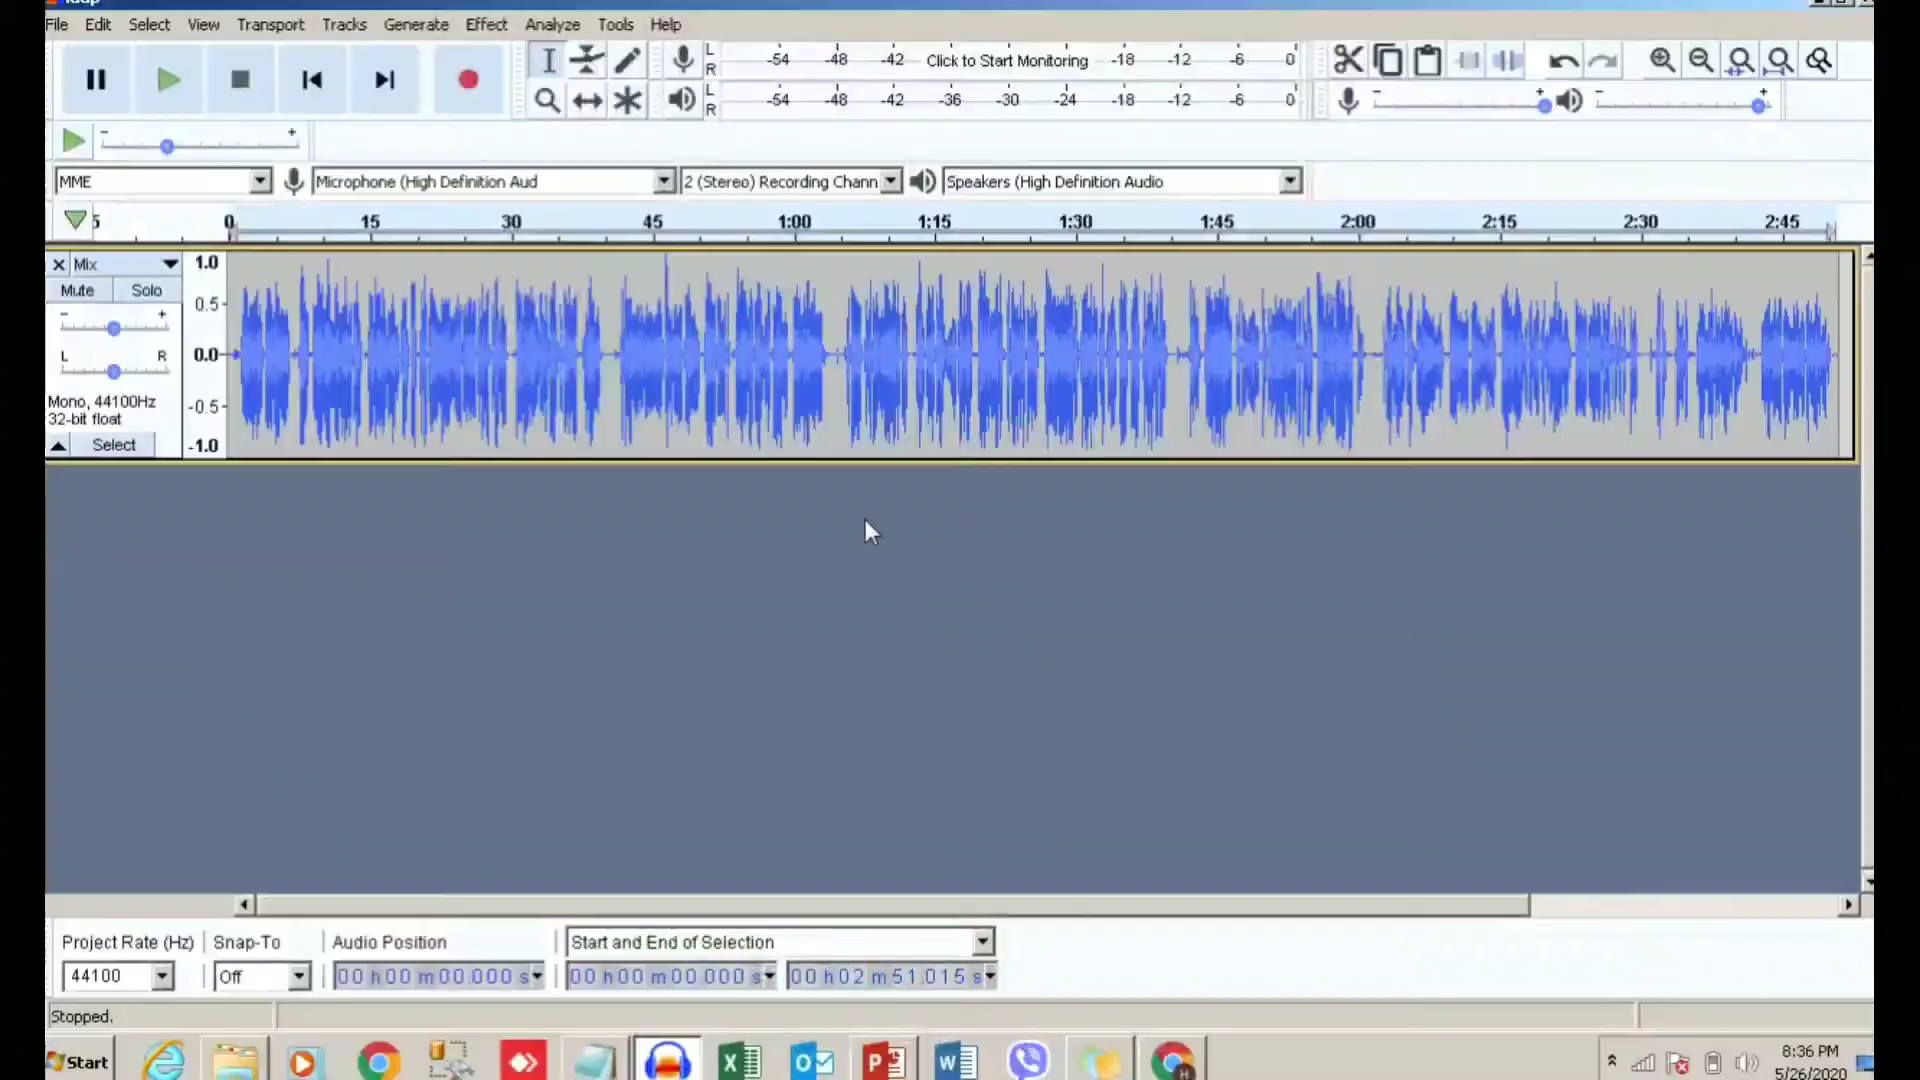 File Edit Select View Transport Tracks Generate Effect Analyze Tools Help
L
R
-54 -48 -42 Click to Start Monitoring -18 -12 -6 0
L
R
-54 -48 -42 -36 -30 -24 -18 -12 -6 0
- +
- +
- +
MME Microphone (High Definition Aud 2 (Stereo) Recording Chann Speakers (High Definition Audio
5 0 15 30 45 1:00 1:15 1:30 1:45 2:00 2:15 2:30 2:45
Mix 1.0
Mute Solo 0.5
- +
L R 0.0
Mono, 44100Hz -0.5
32-bit float
Select -1.0
Project Rate (Hz) Snap-To Audio Position Start and End of Selection
44100 Off 00 h 00 m 00.000 s 00 h 00 m 00.000 s 00 h 02 m 51.015 s
Stopped.
Start
8:36 PM
5/26/2020